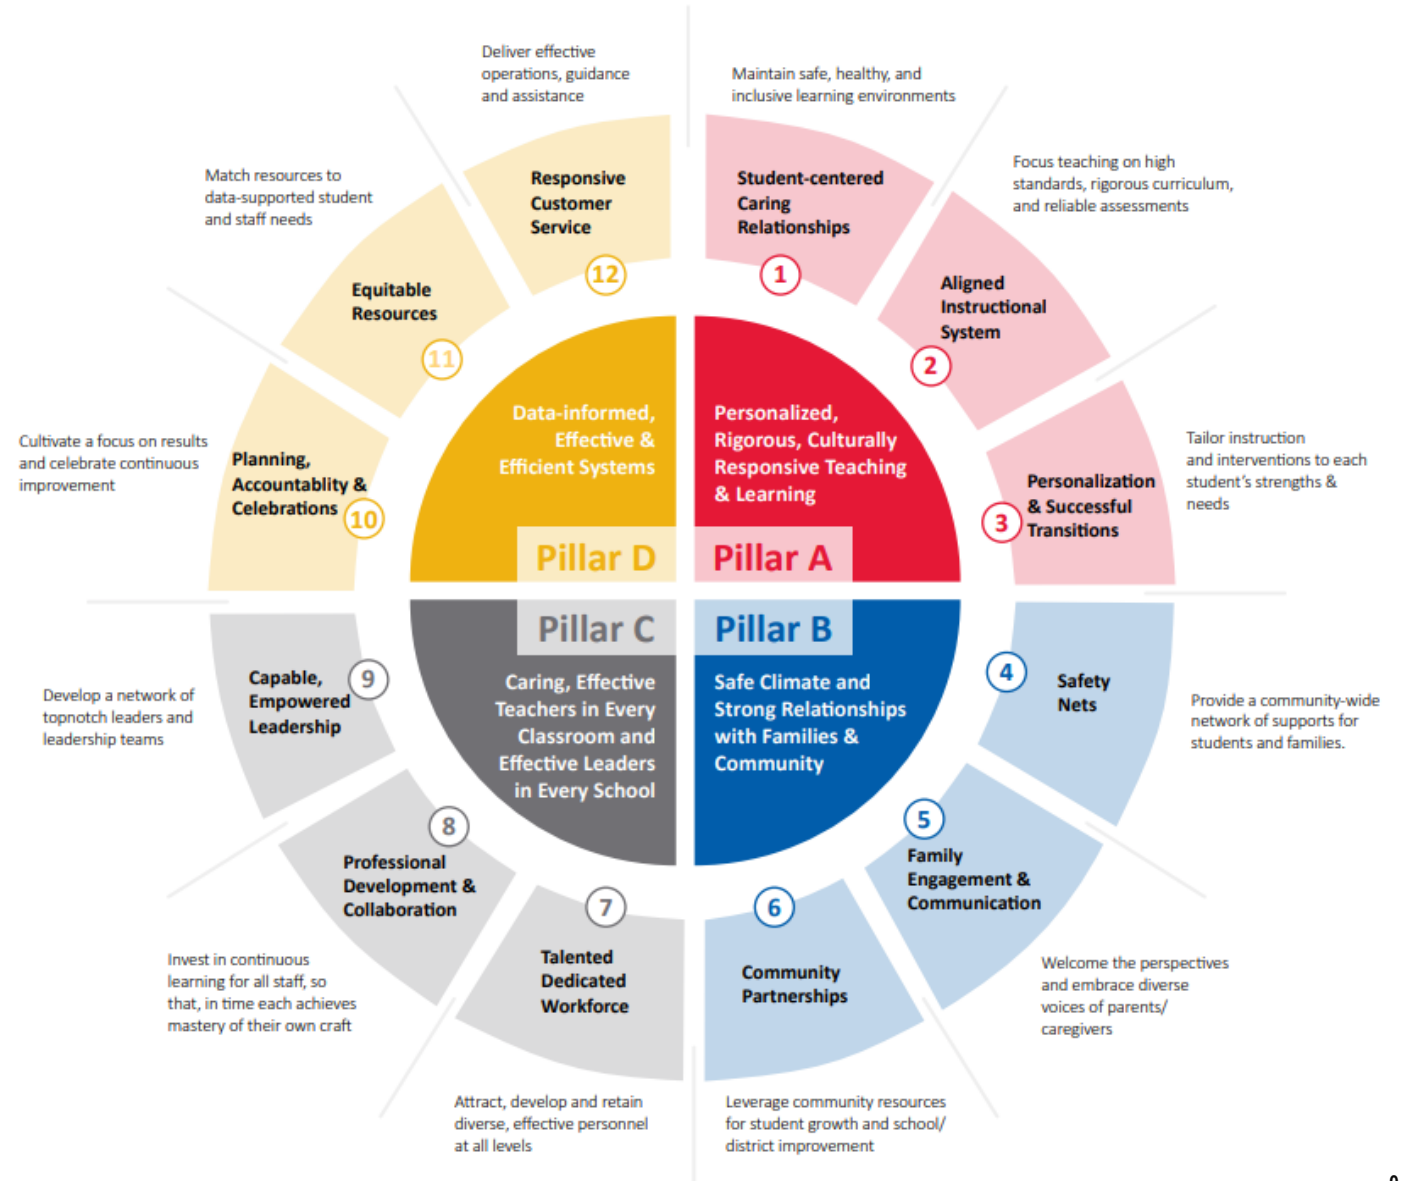 Deliver effective
operations, guidance
and assistance
Maintain safe, healthy, and
inclusive learning environments
Match resources to
data-supported student
and staff needs
Focus teaching on high
standards, rigorous curriculum,
and reliable assessments
Responsive
Customer
Service
12
Student-centered
Caring
Relationships
1
Equitable
Resources
11
Aligned
Instructional
System
2
Cultivate a focus on results
and celebrate continuous
improvement
Planning,
Accountablity &
Celebrations
10
Data-informed,
Effective &
Efficient Systems
Pillar D
Personalized,
Rigorous, Culturally
Responsive Teaching
& Learning
Pillar A
Personalization
& Successful
Transitions
3
Tailor instruction
and interventions to each
student's strengths &
needs
Develop a network of
topnotch leaders and
leadership teams
Capable,
Empowered
Leadership
9
Pillar C
Caring, Effective
Teachers in Every
Classroom and
Effective Leaders
in Every School
Pillar B
Safe Climate and
Strong Relationships
with Families &
Community
4
Safety
Nets
Provide a community-wide
network of supports for
students and families.
8
Professional
Development &
Collaboration
7
Talented
Dedicated
Workforce
6
Community
Partnerships
5
Family
Engagement &
Communication
Invest in continuous
learning for all staff, so
that, in time each achieves
mastery of their own craft
Welcome the perspectives
and embrace diverse
voices of parents/
caregivers
Attract, develop and retain
diverse, effective personnel
at all levels
Leverage community resources
for student growth and school/
district improvement